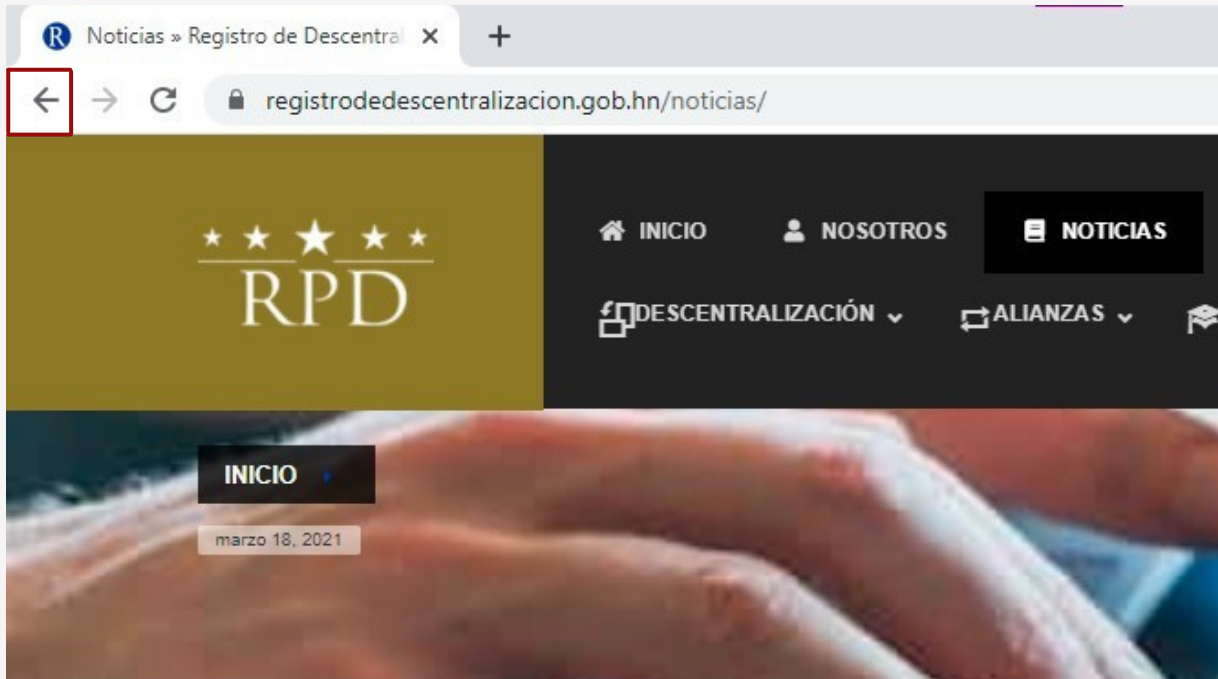 R Noticias » Registro de Descentral
registrodedescentralizacion.gob.hn/noticias/
RPD
INICIO NOSOTROS NOTICIAS
DESCENTRALIZACIÓN ALIANZAS
INICIO
marzo 18, 2021